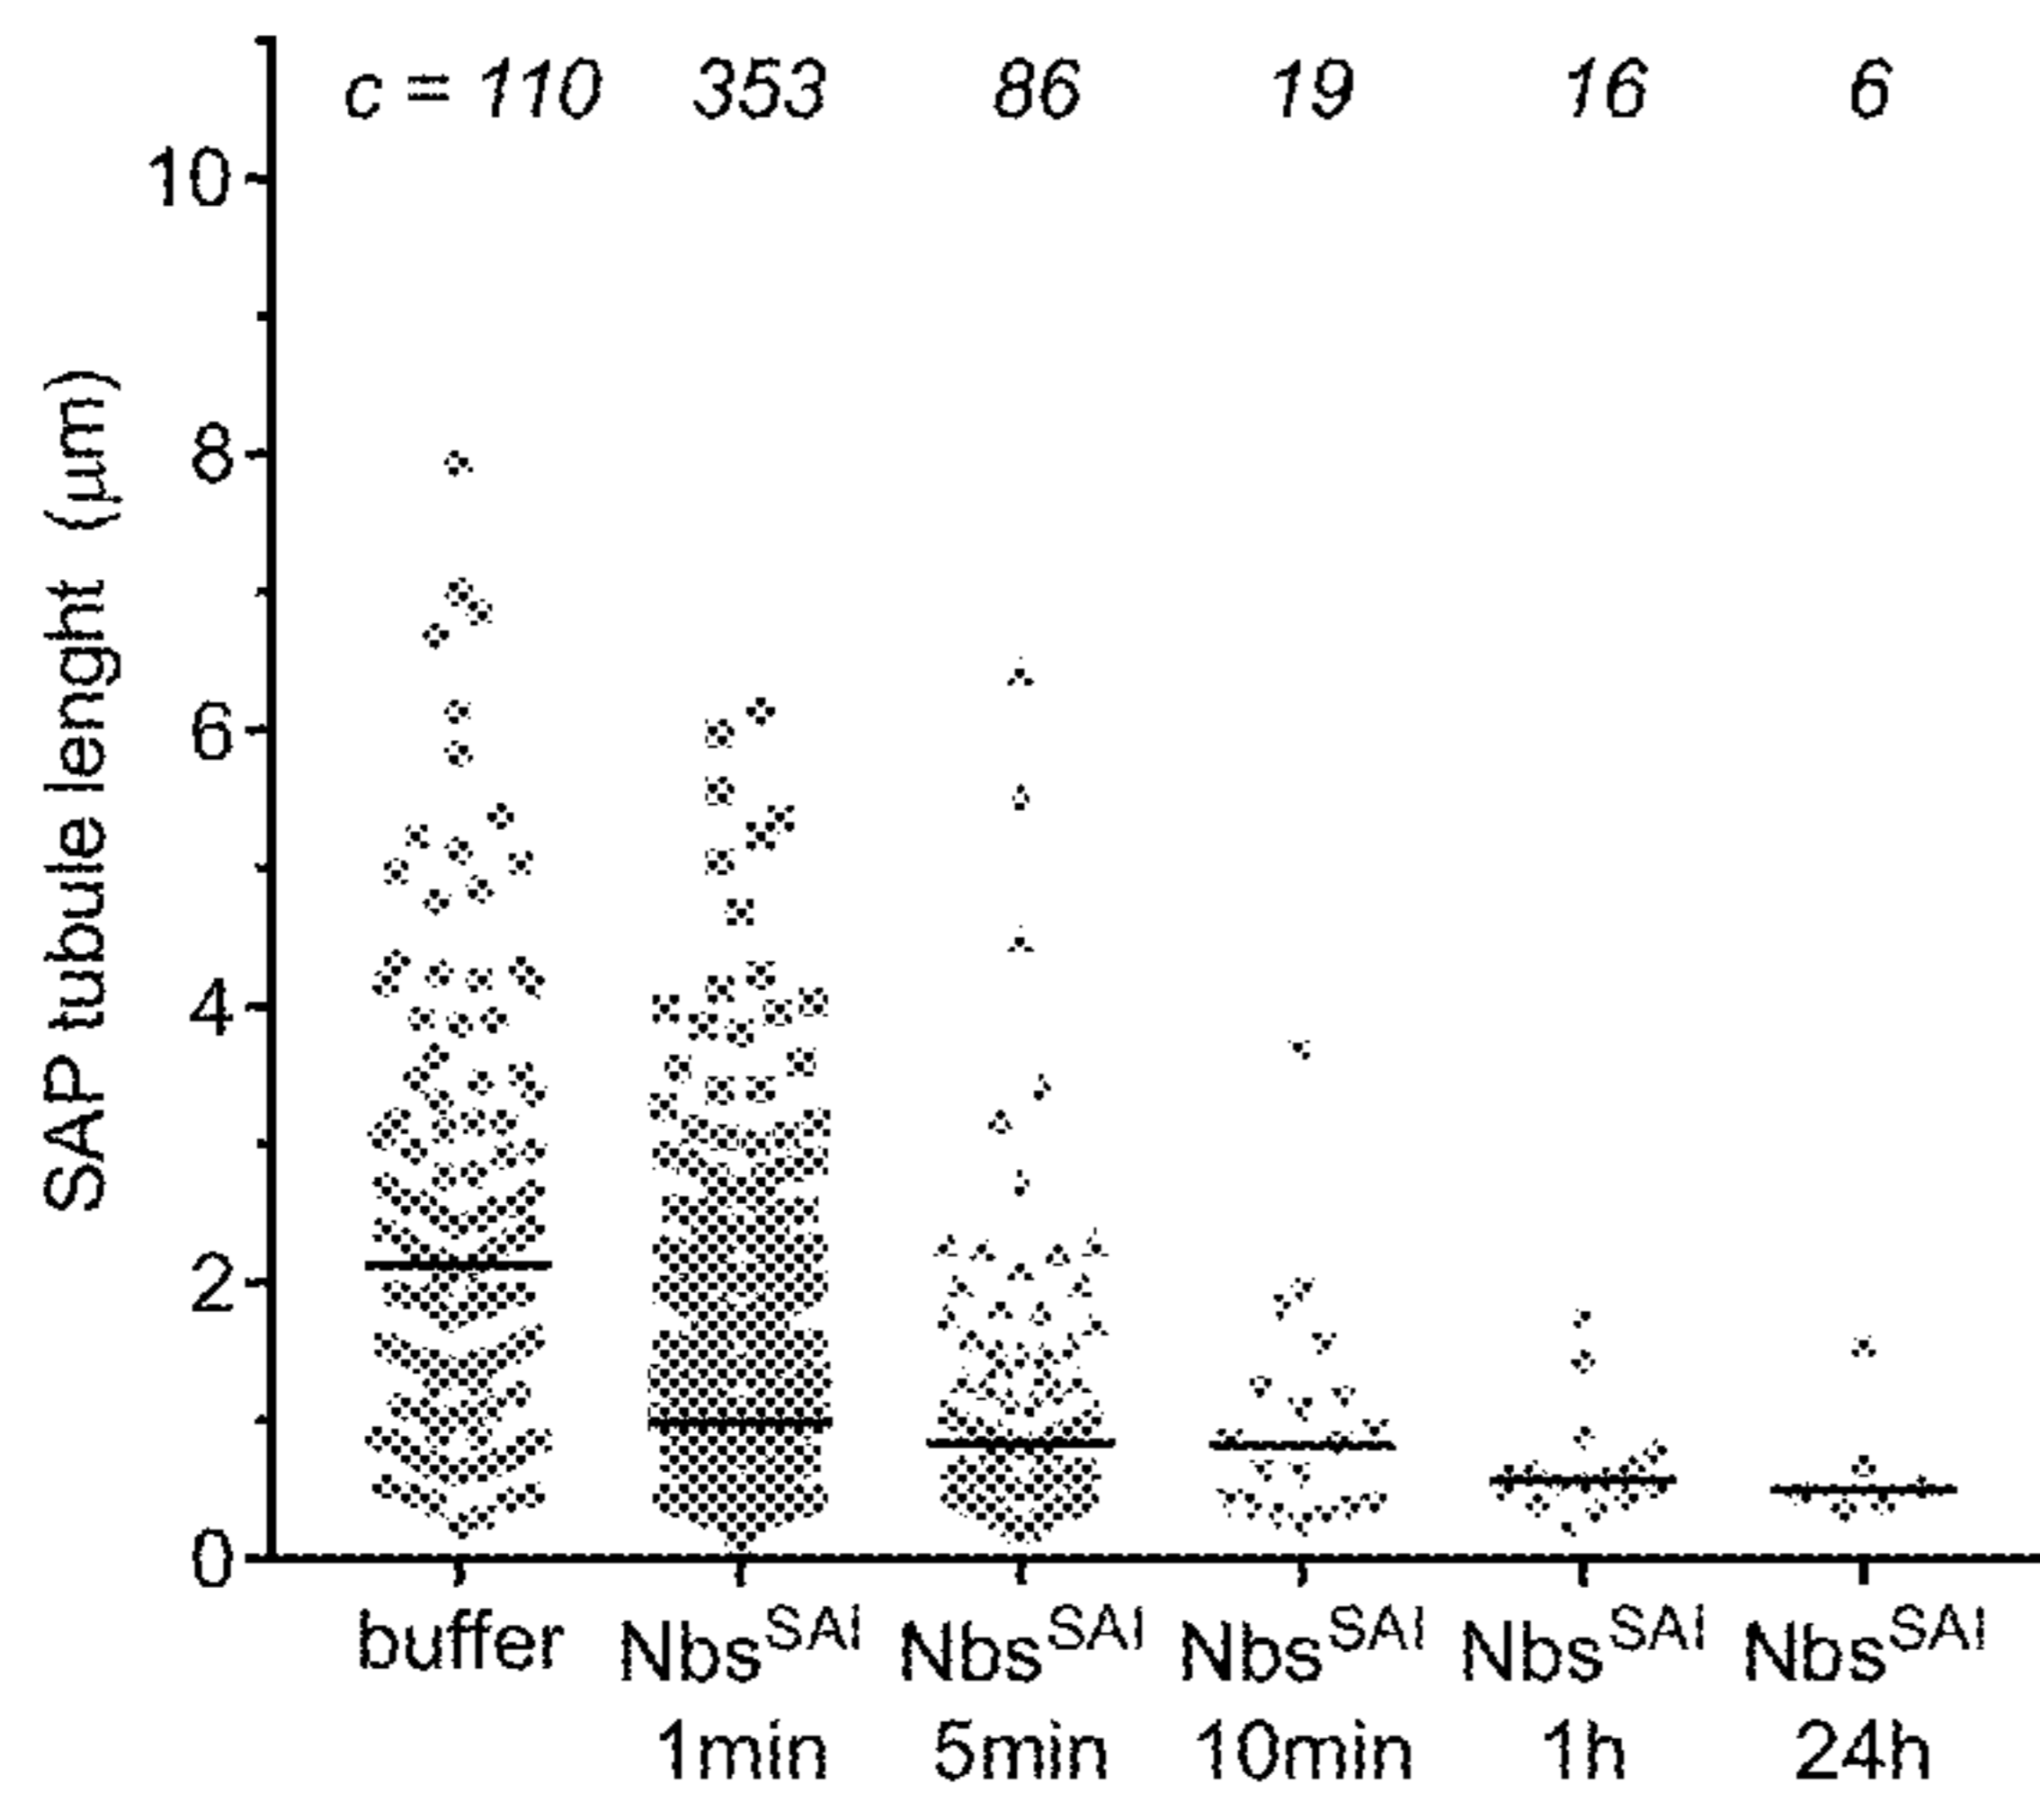 c = 110 353 86 19 16 6
SAP tubule lenght (µm)
10
8
6
4
2
0
buffer Nbs^SAI Nbs^SAI Nbs^SAI Nbs^SAI Nbs^SAI
1min 5min 10min 1h 24h